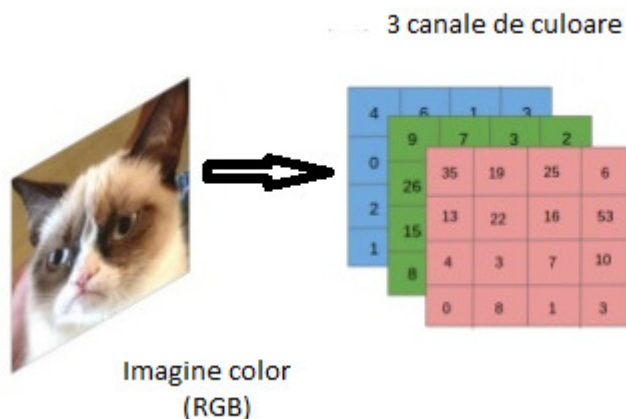 3 canale de culoare
4 6 1 3
9 7 3 2
0
35 19 25 6
26
13 22 16 53
2
15
4 3 7 10
1
8
0 8 1 3
Imagine color
(RGB)